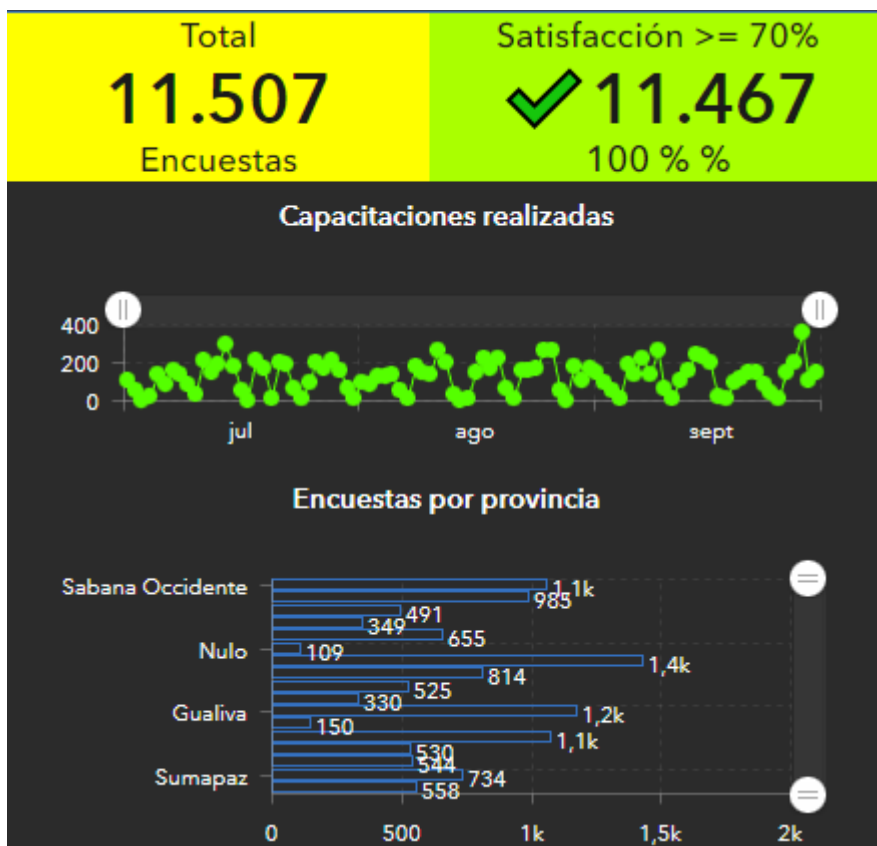 Total
11.507
Encuestas
Satisfacción >= 70%
11.467
100 % %
Capacitaciones realizadas
400
200
0
jul
ago
sept
Encuestas por provincia
Sabana Occidente
1,1k
985
491
349
655
Nulo
109
1,4k
814
525
330
Gualiva
1,2k
150
1,1k
530
544
Sumapaz
734
558
0
500
1k
1,5k
2k